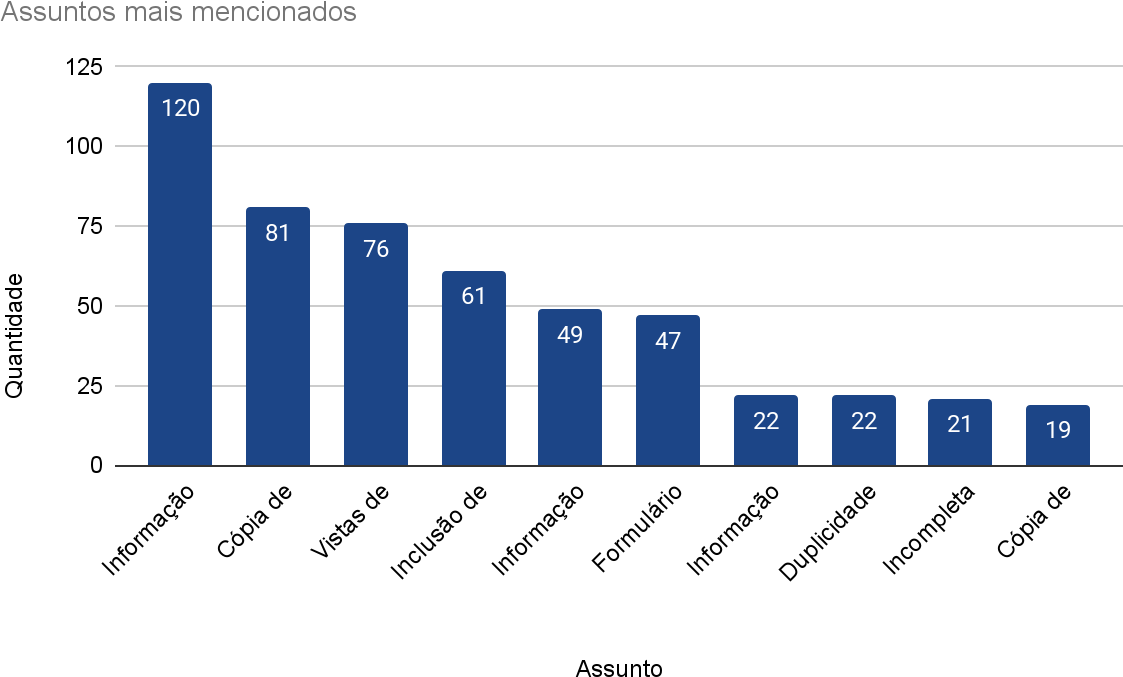 Assuntos mais mencionados
125
100
75
50
25
0
Quantidade
120
81
76
61
49
47
22
22
21
19
Informação
Cópia de
Vistas de
Inclusão de
Informação
Formulário
Informação
Duplicidade
Incompleta
Cópia de
Assunto